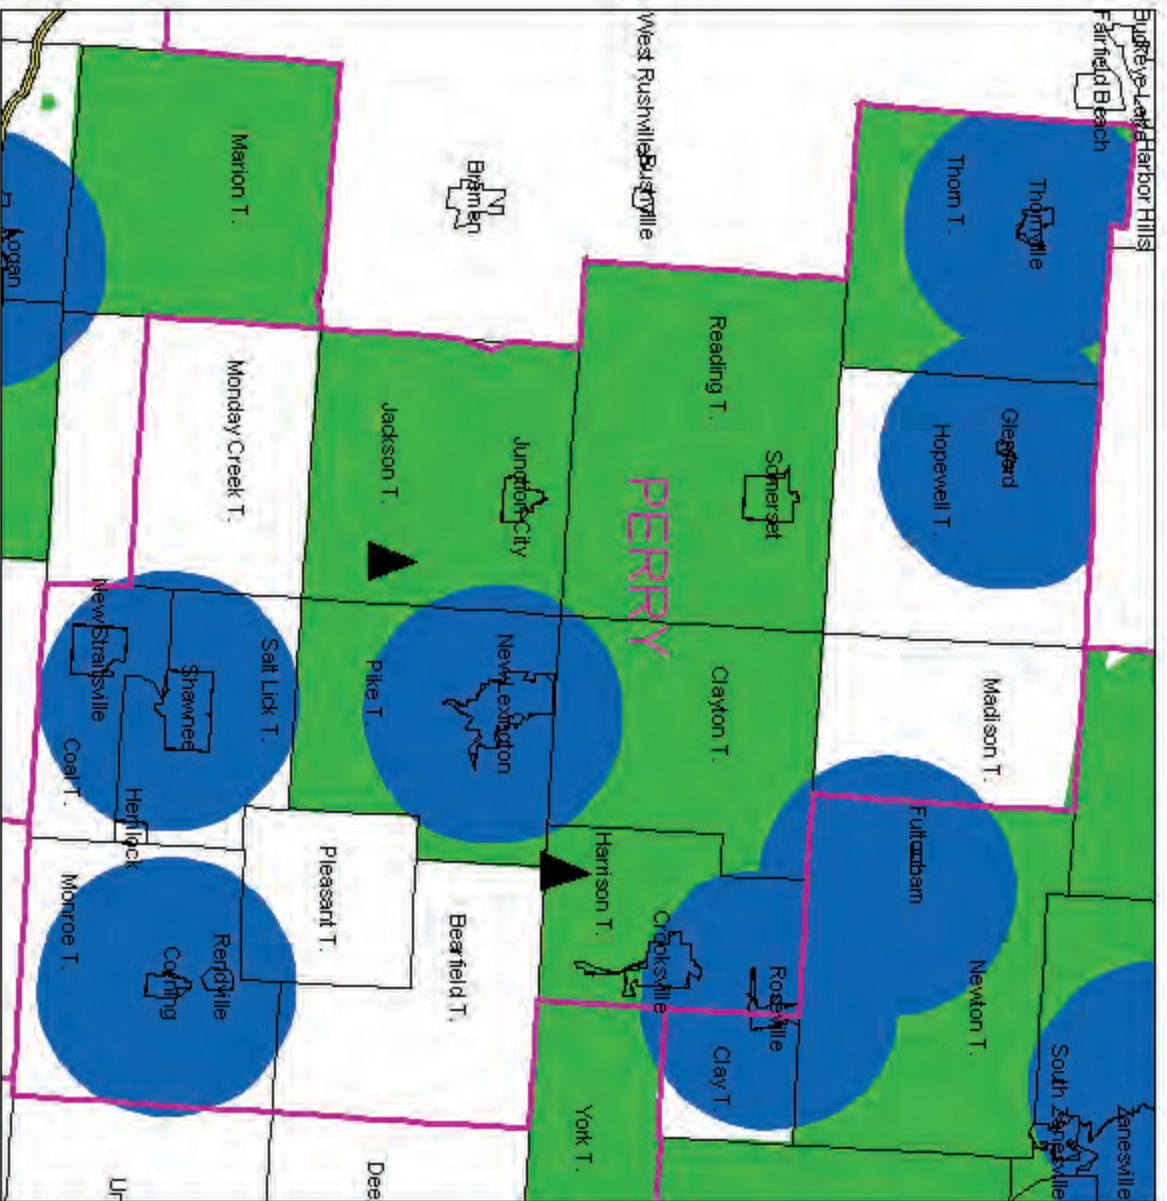 Buckeye Lake
Harbor Hills
Zanesville
Fairfield Beach
South Zanesville
Thornville
Glenford
Madison T.
Newton T.
Thorn T.
Hopewell T.
Fultonham
Roseville
Somerset
Reading T.
Clayton T.
Clay T.
Crooksville
PERRY
West Rushville
Rushville
Harrison T.
York T.
Junction City
New Lexington
Bremen
Bearfield T.
Jackson T.
Pike T.
Dee
Pleasant T.
Salt Lick T.
Marion T.
Monday Creek T.
Rendville
Shawnee
Corning
Hemlock
Ur
New Straitsville
Coal T.
Monroe T.
Logan